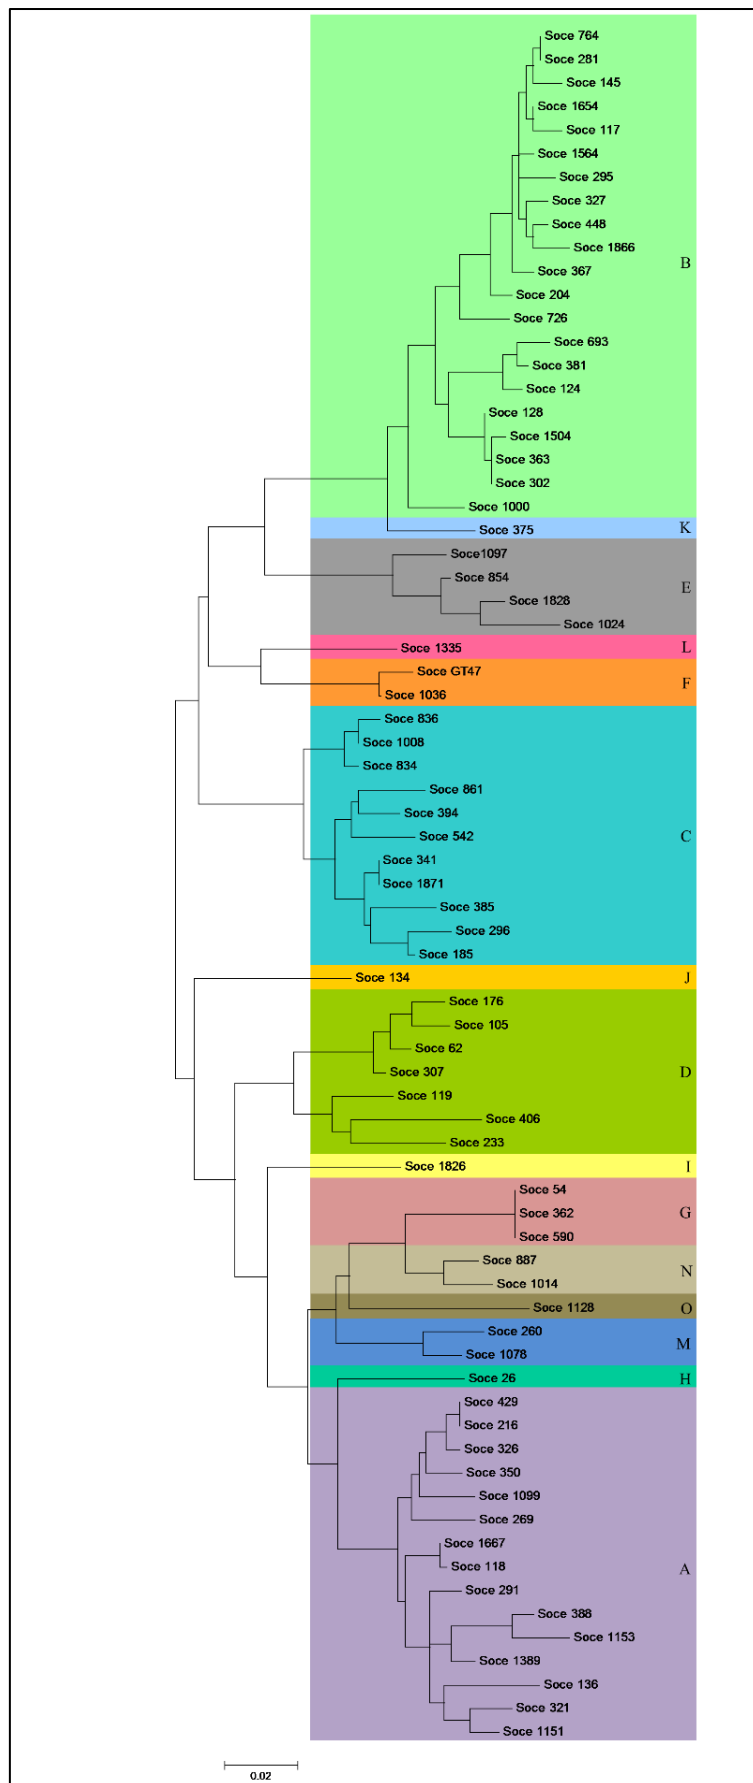 Soce 764
Soce 281
Soce 145
Soce 1654
Soce 117
Soce 1564
Soce 295
Soce 327
Soce 448
Soce 1866
B
Soce 367
Soce 204
Soce 726
Soce 693
Soce 381
Soce 124
Soce 128
Soce 1504
Soce 363
Soce 302
Soce 1000
Soce 375 K
Soce1097
Soce 854
E
Soce 1828
Soce 1024
Soce 1335 L
Soce GT47
F
Soce 1036
Soce 836
Soce 1008
Soce 834
Soce 861
Soce 394
Soce 542 C
Soce 341
Soce 1871
Soce 385
Soce 296
Soce 185
Soce 134 J
Soce 176
Soce 105
Soce 62
Soce 307 D
Soce 119
Soce 406
Soce 233
Soce 1826 I
Soce 54
Soce 362 G
Soce 590
Soce 887
N
Soce 1014
Soce 1128 O
Soce 260
M
Soce 1078
Soce 26 H
Soce 429
Soce 216
Soce 326
Soce 350
Soce 1099
Soce 269
Soce 1667
Soce 118 A
Soce 291
Soce 388
Soce 1153
Soce 1389
Soce 136
Soce 321
Soce 1151
0.02